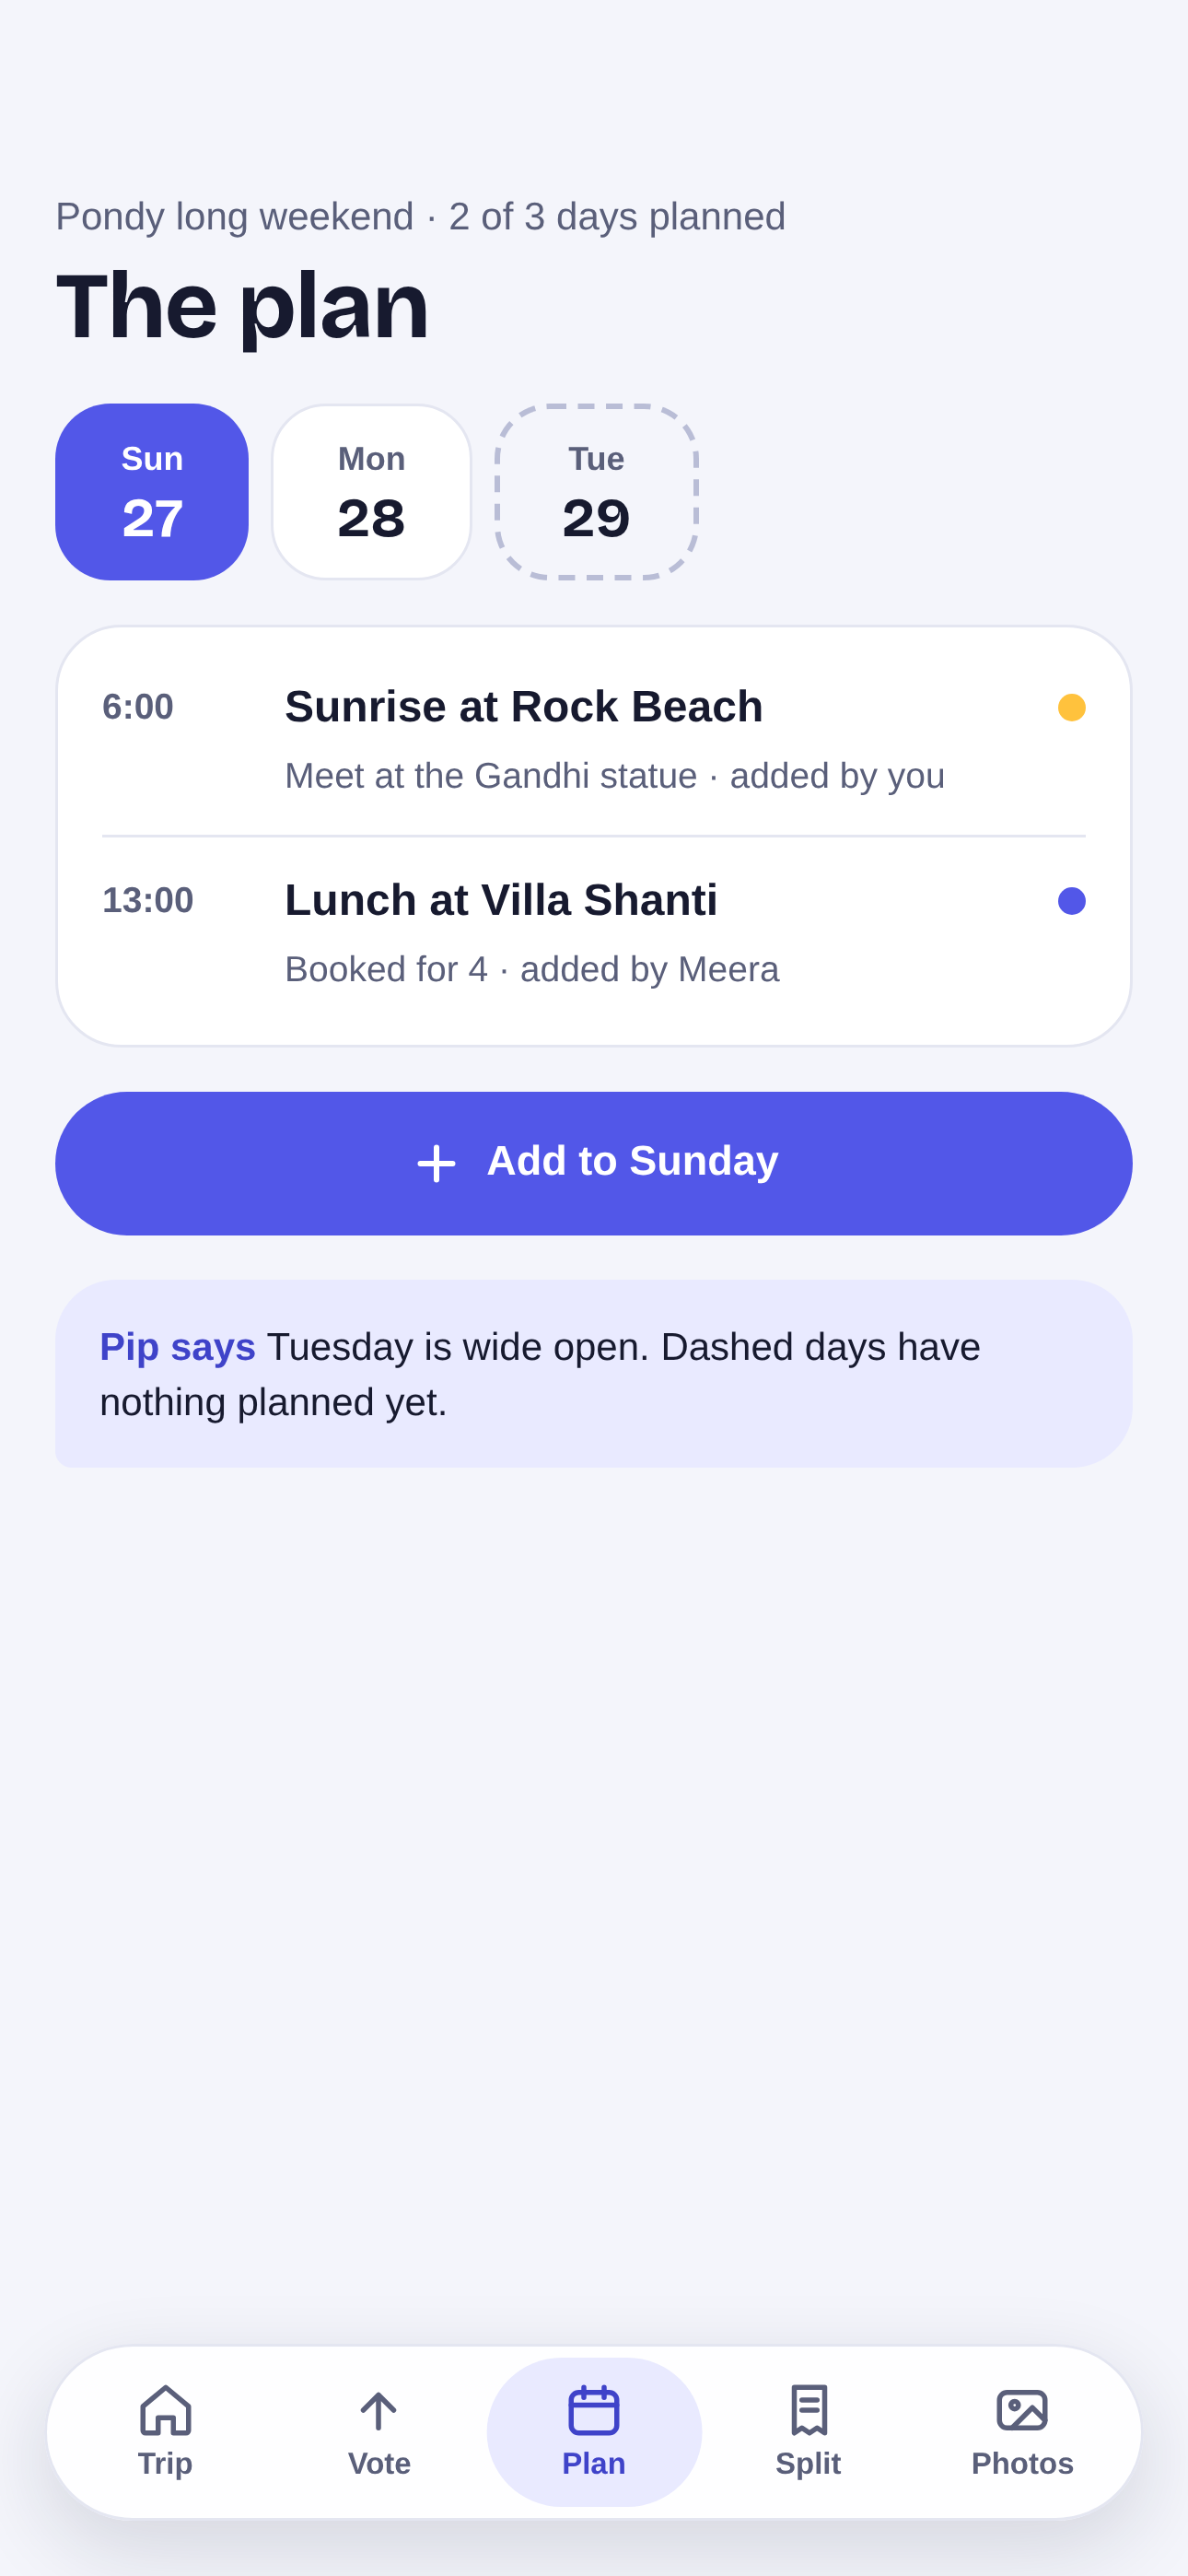 Pondy long weekend · 2 of 3 days planned
The plan
Sun
27
Mon
28
Tue
29
6:00
Sunrise at Rock Beach
Meet at the Gandhi statue · added by you
13:00
Lunch at Villa Shanti
Booked for 4 · added by Meera
Add to Sunday
Pip says Tuesday is wide open. Dashed days have
nothing planned yet.
Trip
Vote
Plan
Split
Photos